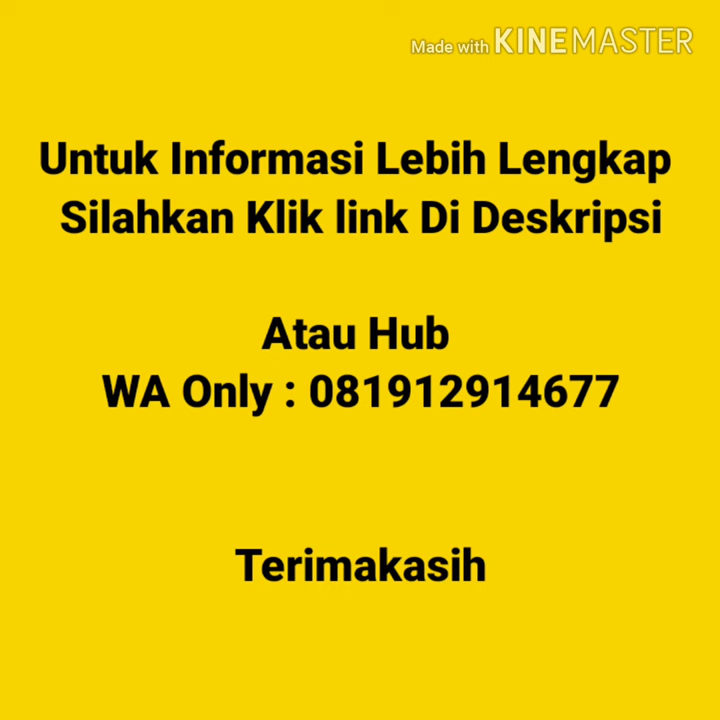 Made with KINEMASTER
Untuk Informasi Lebih Lengkap
Silahkan Klik link Di Deskripsi
Atau Hub
WA Only : 081912914677
Terimakasih